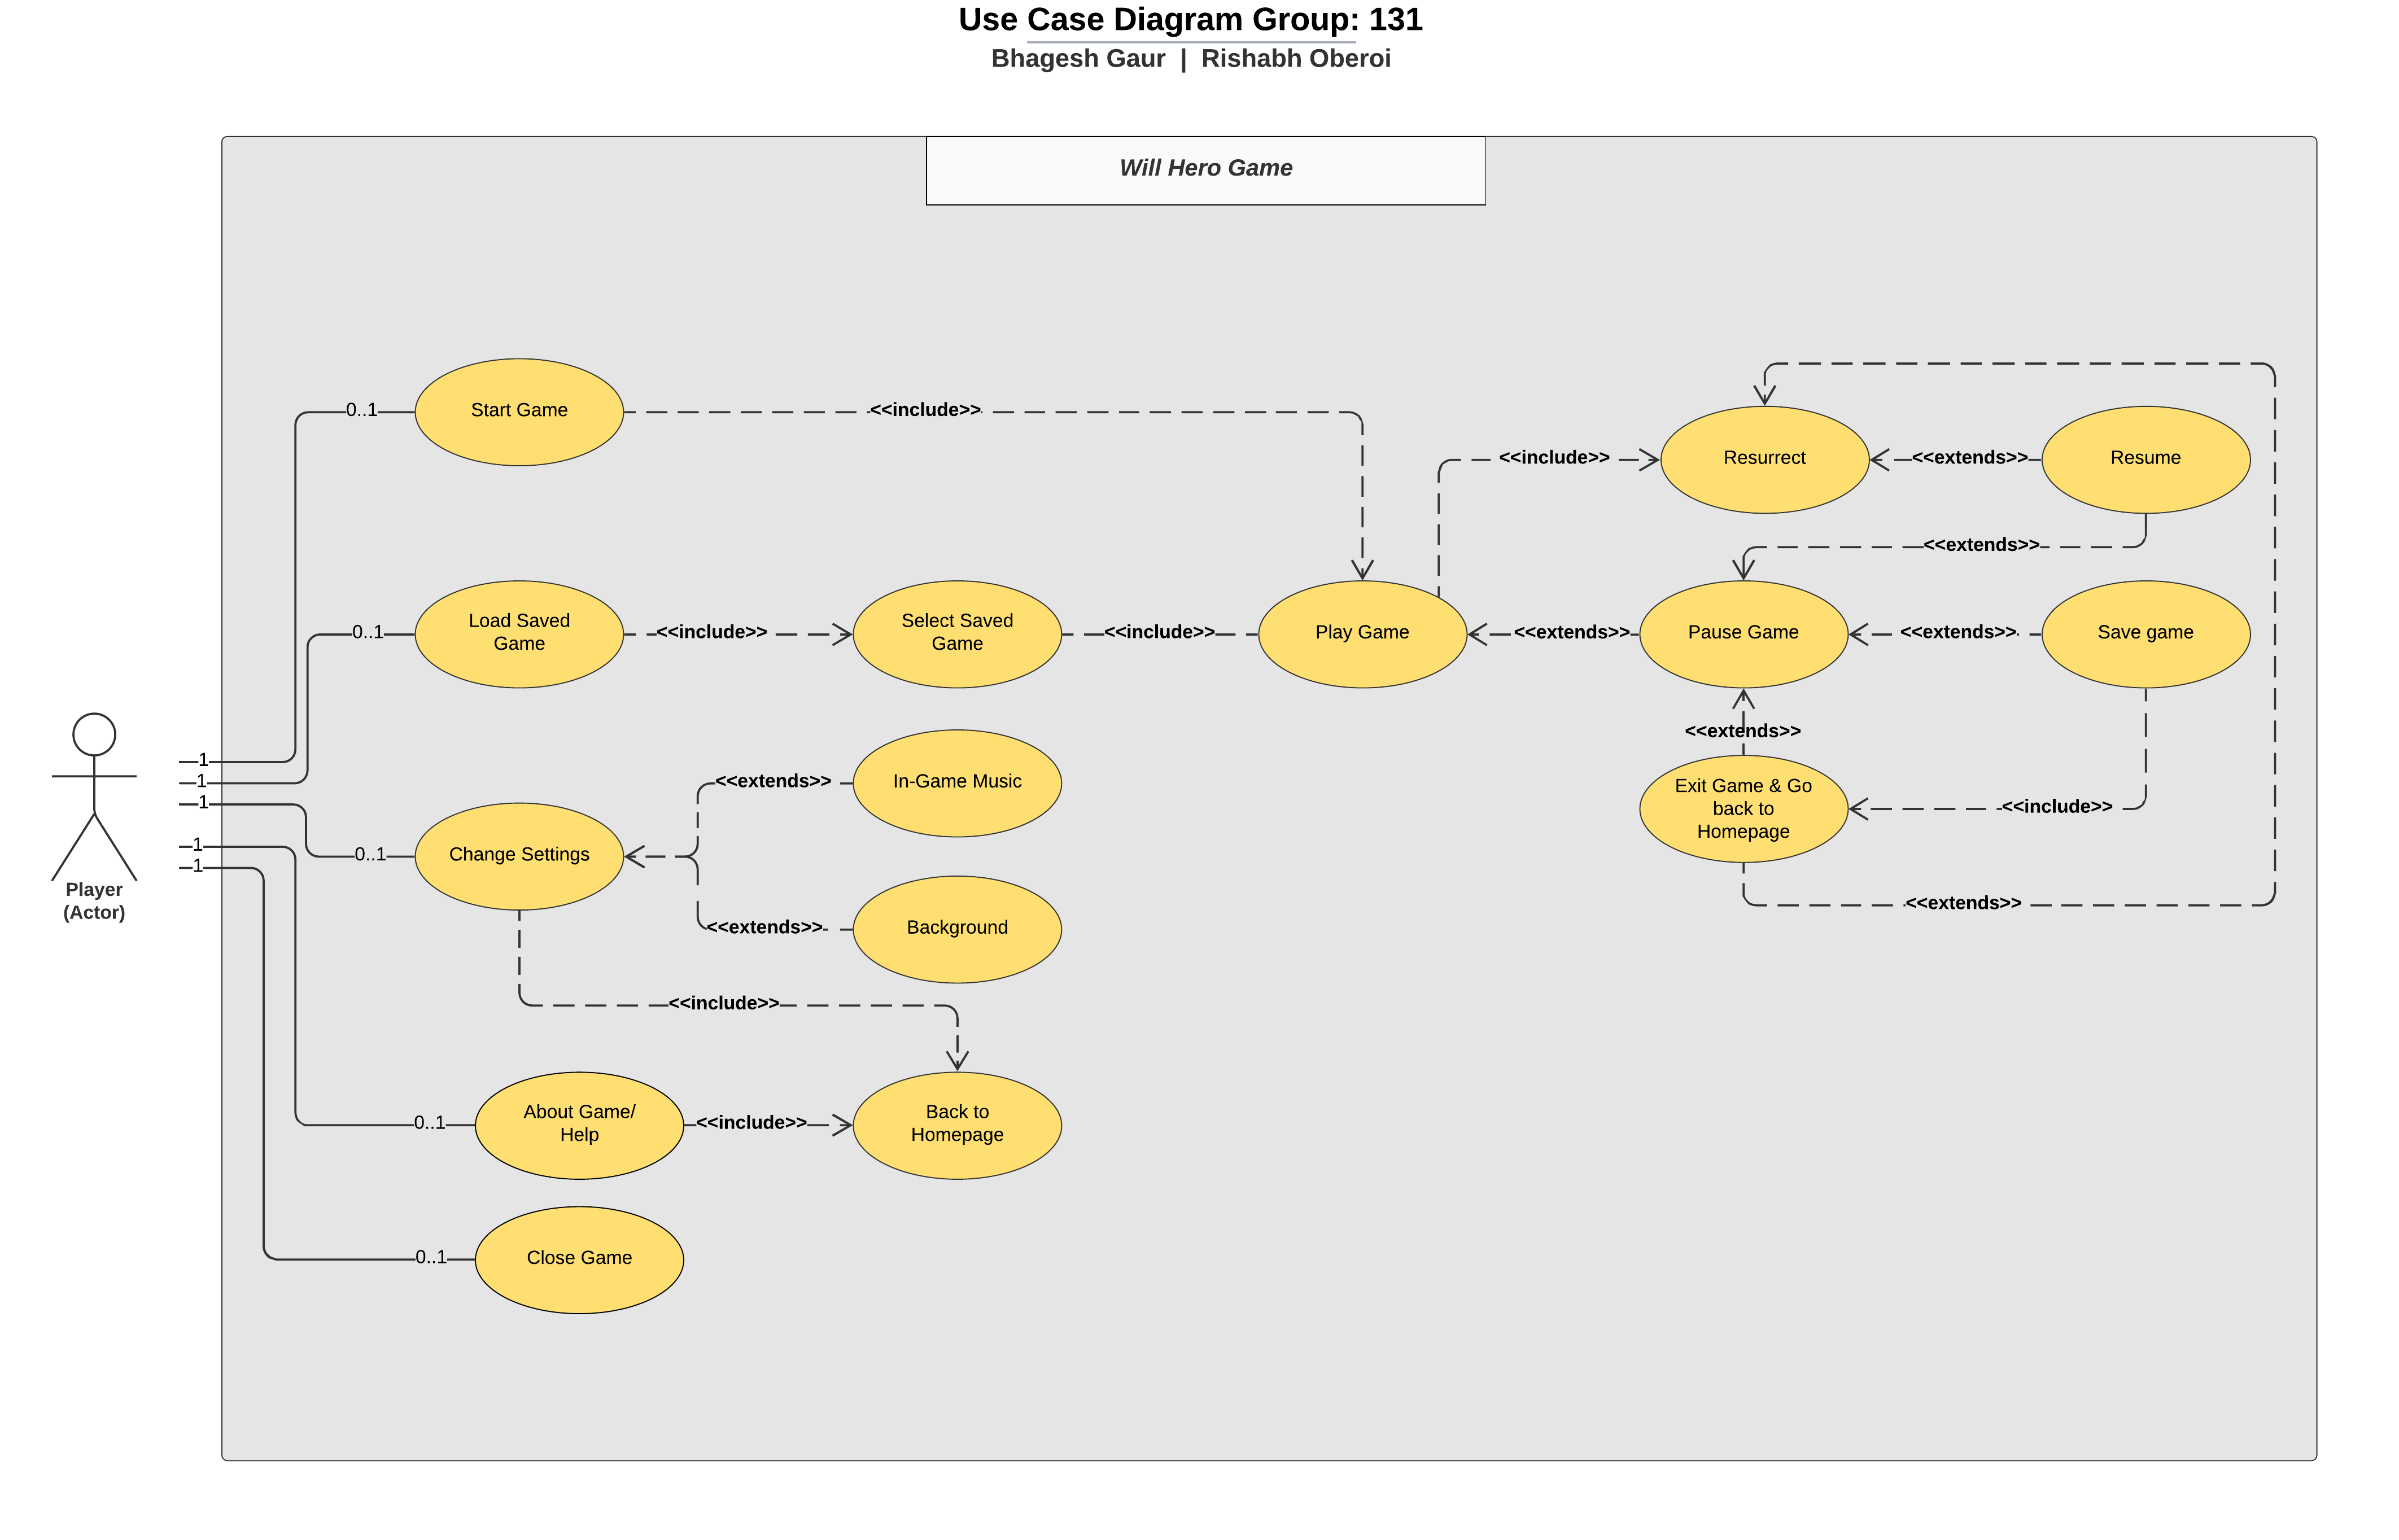 Use Case Diagram Group: 131
Bhagesh Gaur | Rishabh Oberoi
Will Hero Game
0..1
Start Game
<<include>>
<<include>>
Resurrect
<<extends>>
Resume
<<extends>>
0..1
Load Saved
Game
<<include>>
Select Saved
Game
<<include>>
Play Game
<<extends>>
Pause Game
<<extends>>
Save game
<<extends>>
1
1
1
1
1
Player
(Actor)
<<extends>>
In-Game Music
Exit Game & Go
back to
Homepage
<<include>>
0..1
Change Settings
<<extends>>
Background
<<extends>>
<<include>>
0..1
About Game/
Help
<<include>>
Back to
Homepage
0..1
Close Game